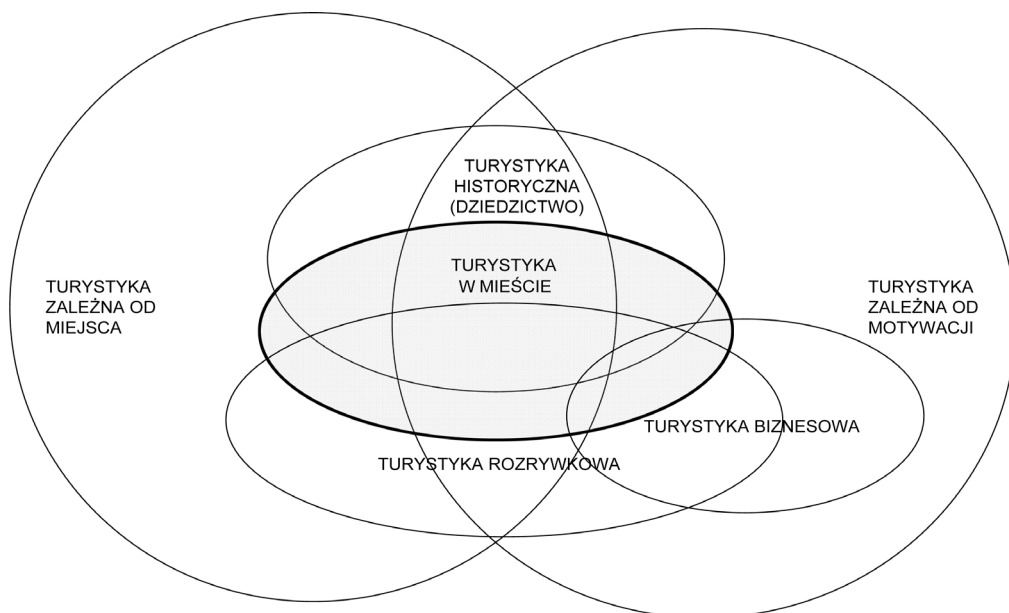 TURYSTYKA
HISTORYCZNA
(DZIEDZICTWO)
TURYSTYKA
W MIEŚCIE
TURYSTYKA
ZALEŻNA OD
MIEJSCA
TURYSTYKA
ZALEŻNA OD
MOTYWACJI
TURYSTYKA BIZNESOWA
TURYSTYKA ROZRYWKOWA